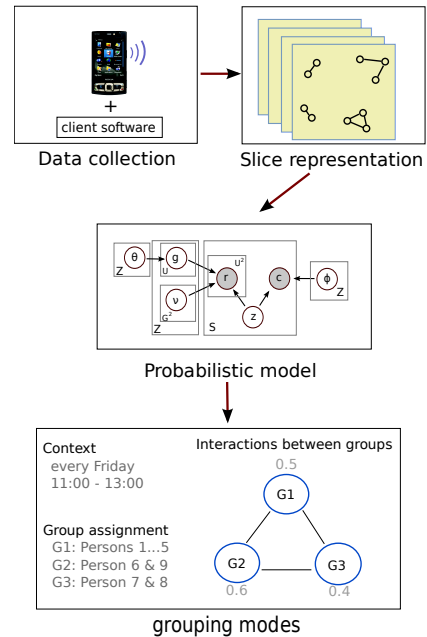 +
client software
Data collection
Slice representation
θ
g
U
Z
ν
G²
Z
r
U²
c
z
S
ϕ
Z
Probabilistic model
Context
every Friday
11:00 - 13:00
Group assignment
G1: Persons 1...5
G2: Person 6 & 9
G3: Person 7 & 8
Interactions between groups
0.5
G1
G2
G3
0.6
0.4
grouping modes